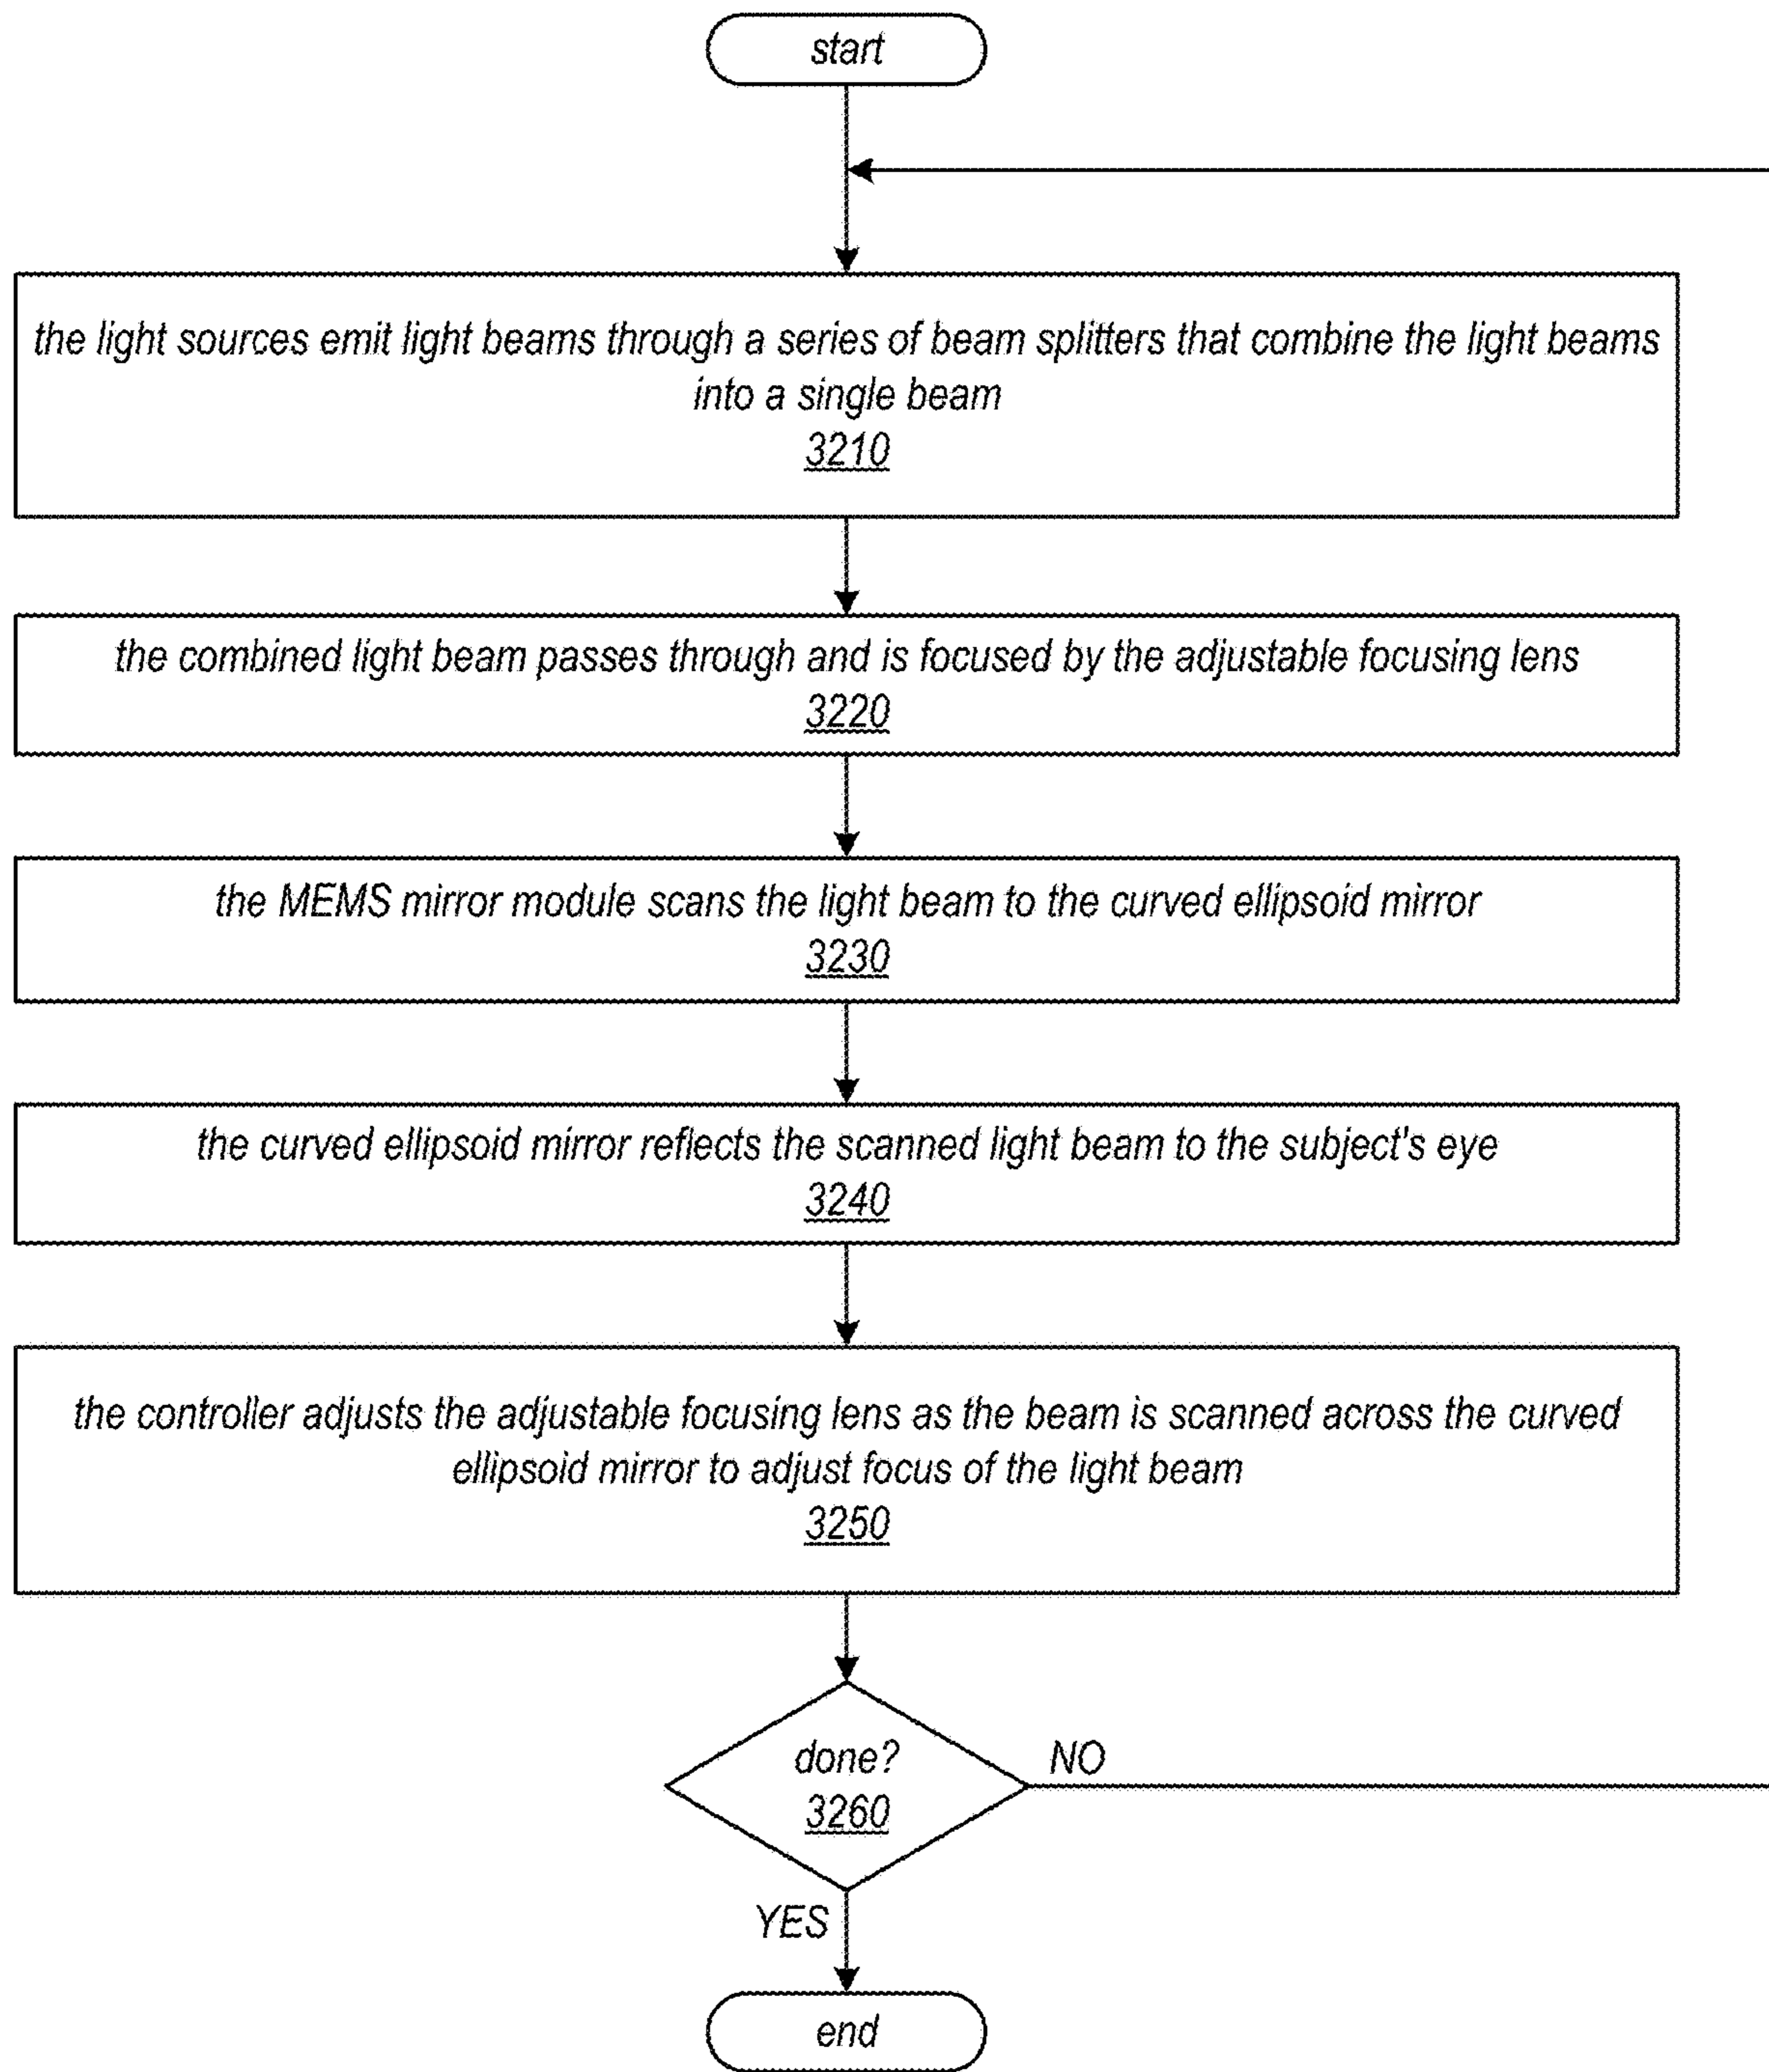 start
the light sources emit light beams through a series of beam splitters that combine the light beams
into a single beam
3210
the combined light beam passes through and is focused by the adjustable focusing lens
3220
the MEMS mirror module scans the light beam to the curved ellipsoid mirror
3230
the curved ellipsoid mirror reflects the scanned light beam to the subject's eye
3240
the controller adjusts the adjustable focusing lens as the beam is scanned across the curved
ellipsoid mirror to adjust focus of the light beam
3250
done?
3260
NO
YES
end